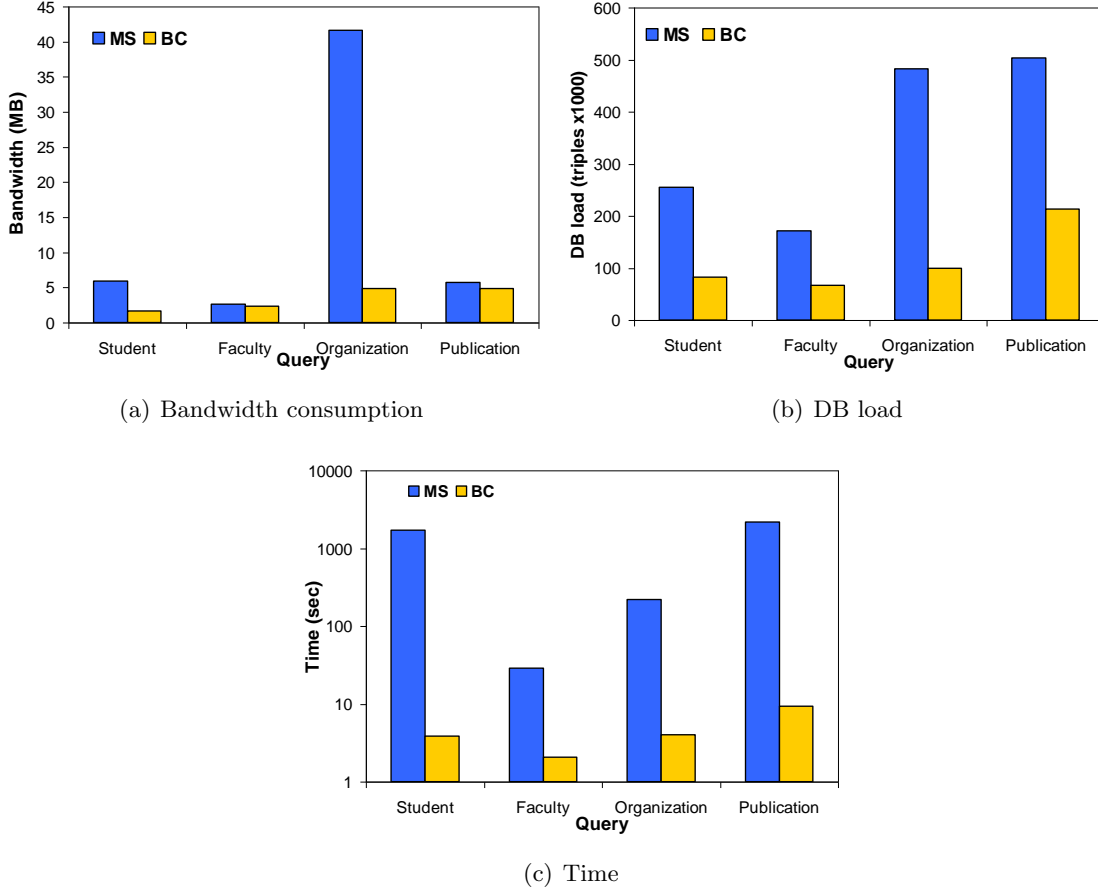 MS BC
Bandwidth (MB)
45
40
35
30
25
20
15
10
5
0
Student Faculty Organization Publication
Query
(a) Bandwidth consumption
MS BC
DB load (triples x1000)
600
500
400
300
200
100
0
Student Faculty Organization Publication
Query
(b) DB load
MS BC
Time (sec)
10000
1000
100
10
1
Student Faculty Organization Publication
Query
(c) Time